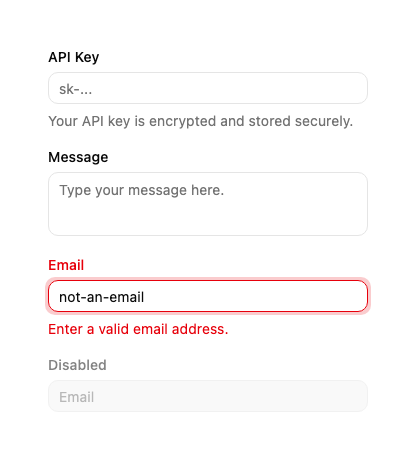 API Key
sk-...
Your API key is encrypted and stored securely.
Message
Type your message here.
Email
not-an-email
Enter a valid email address.
Disabled
Email